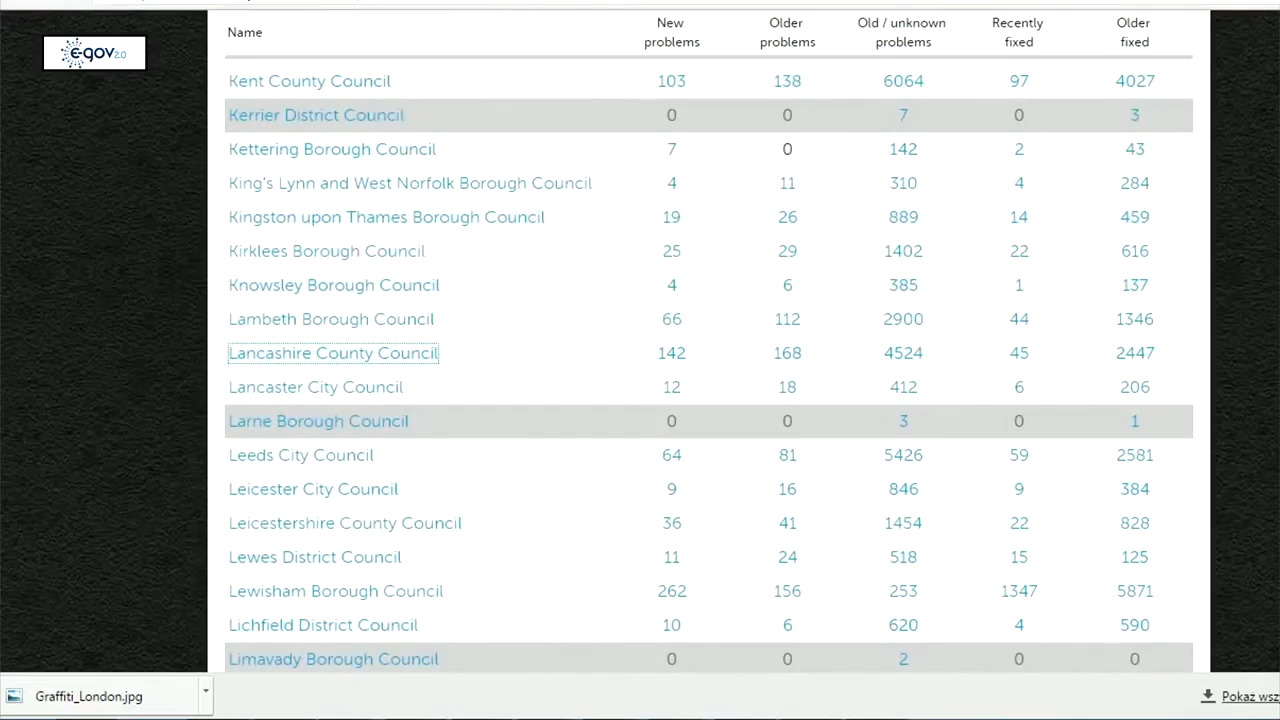 e-gov 2.0
Name New problems Older problems Old / unknown problems Recently fixed Older fixed
Kent County Council 103 138 6064 97 4027
Kerrier District Council 0 0 7 0 3
Kettering Borough Council 7 0 142 2 43
King's Lynn and West Norfolk Borough Council 4 11 310 4 284
Kingston upon Thames Borough Council 19 26 889 14 459
Kirklees Borough Council 25 29 1402 22 616
Knowsley Borough Council 4 6 385 1 137
Lambeth Borough Council 66 112 2900 44 1346
Lancashire County Council 142 168 4524 45 2447
Lancaster City Council 12 18 412 6 206
Larne Borough Council 0 0 3 0 1
Leeds City Council 64 81 5426 59 2581
Leicester City Council 9 16 846 9 384
Leicestershire County Council 36 41 1454 22 828
Lewes District Council 11 24 518 15 125
Lewisham Borough Council 262 156 253 1347 5871
Lichfield District Council 10 6 620 4 590
Limavady Borough Council 0 0 2 0 0
Graffiti_London.jpg Pokaż wsz